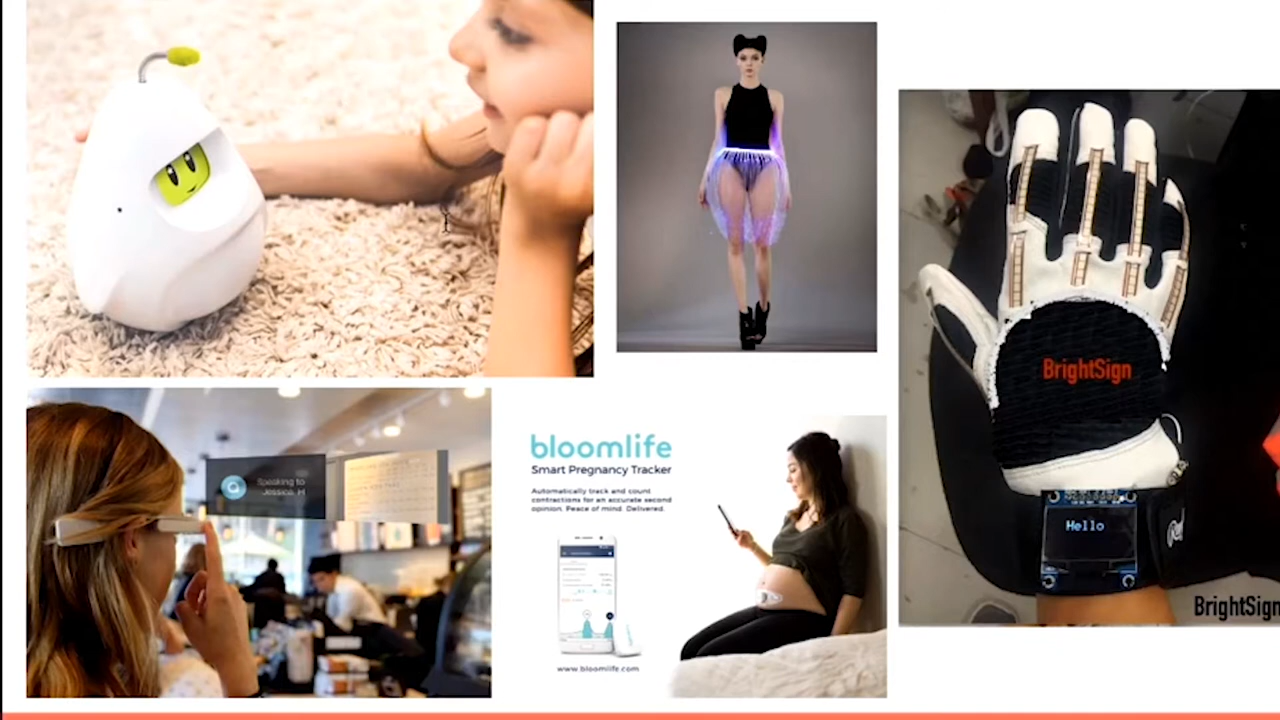 BrightSign
Hello
BrightSign
Speaking to
Jessica. H
bloomlife
Smart Pregnancy Tracker
Automatically track and count
contractions for an accurate second
opinion. Peace of mind. Delivered.
www.bloomlife.com